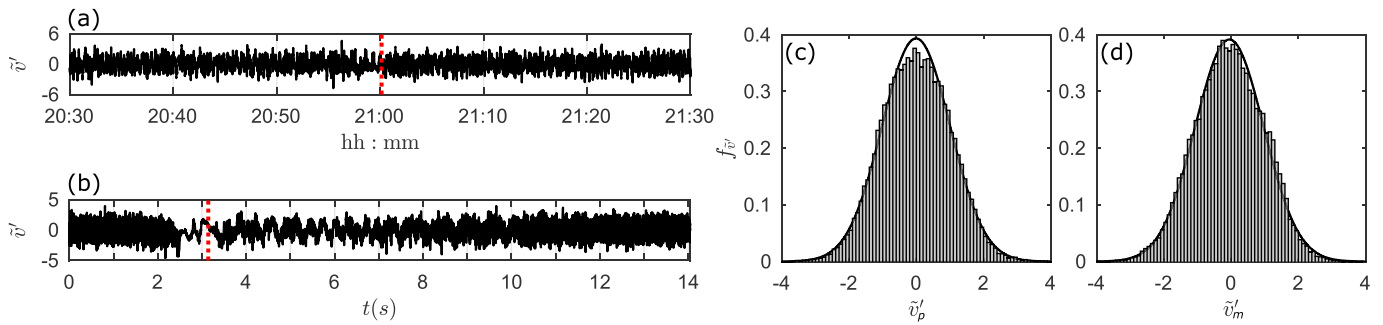 (a)
6
0
-6
ṽ′
20:30 20:40 20:50 21:00 21:10 21:20 21:30
hh : mm
(b)
5
0
-5
ṽ′
0 2 4 6 8 10 12 14
t(s)
(c)
0.4
0.3
0.2
0.1
0
f_ṽ′
-4 -2 0 2 4
ṽ′_p
(d)
0.4
0.3
0.2
0.1
0
-4 -2 0 2 4
ṽ′_m